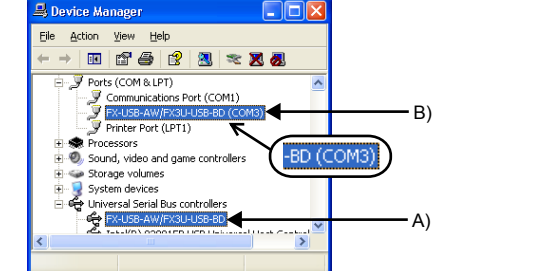 Device Manager
File Action View Help
Ports (COM & LPT)
Communications Port (COM1)
FX-USB-AW/FX3U-USB-BD (COM3)
B)
Printer Port (LPT1)
-BD (COM3)
Processors
Sound, video and game controllers
Storage volumes
System devices
Universal Serial Bus controllers
FX-USB-AW/FX3U-USB-BD
A)